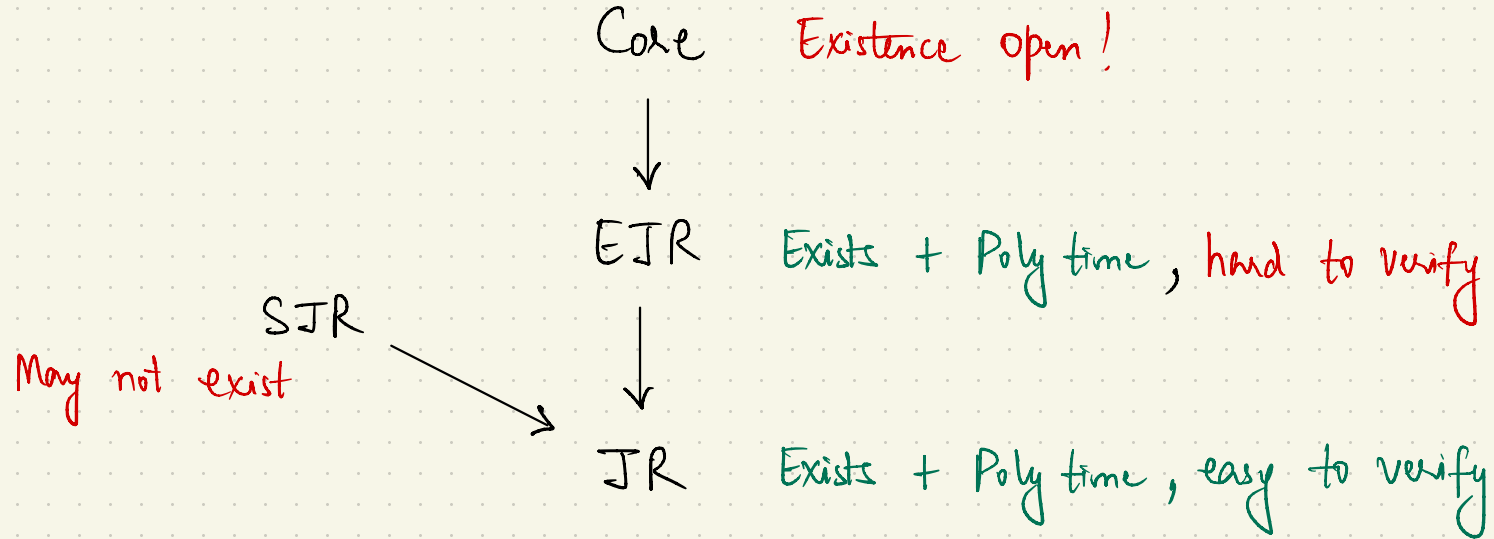 Core Existence open!
EJR Exists + Poly time, hard to verify
SJR
May not exist
JR Exists + Poly time, easy to verify